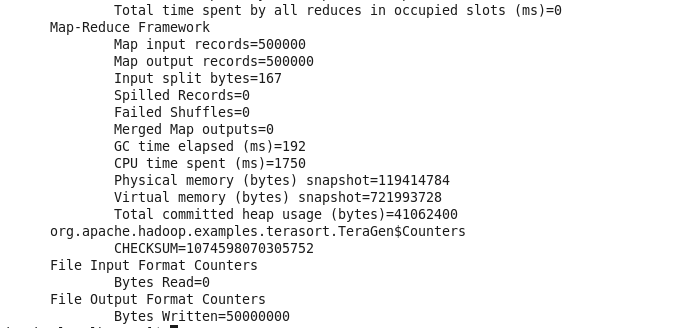 Total time spent by all reduces in occupied slots (ms)=0
Map-Reduce Framework
Map input records=500000
Map output records=500000
Input split bytes=167
Spilled Records=0
Failed Shuffles=0
Merged Map outputs=0
GC time elapsed (ms)=192
CPU time spent (ms)=1750
Physical memory (bytes) snapshot=119414784
Virtual memory (bytes) snapshot=721993728
Total committed heap usage (bytes)=41062400
org.apache.hadoop.examples.terasort.TeraGen$Counters
CHECKSUM=1074598070305752
File Input Format Counters
Bytes Read=0
File Output Format Counters
Bytes Written=50000000